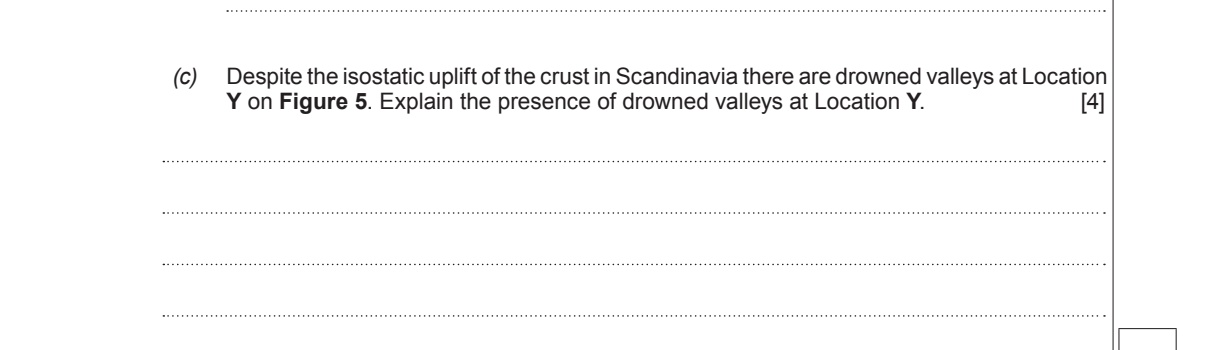 (c) Despite the isostatic uplift of the crust in Scandinavia there are drowned valleys at Location
Y on Figure 5. Explain the presence of drowned valleys at Location Y. [4]